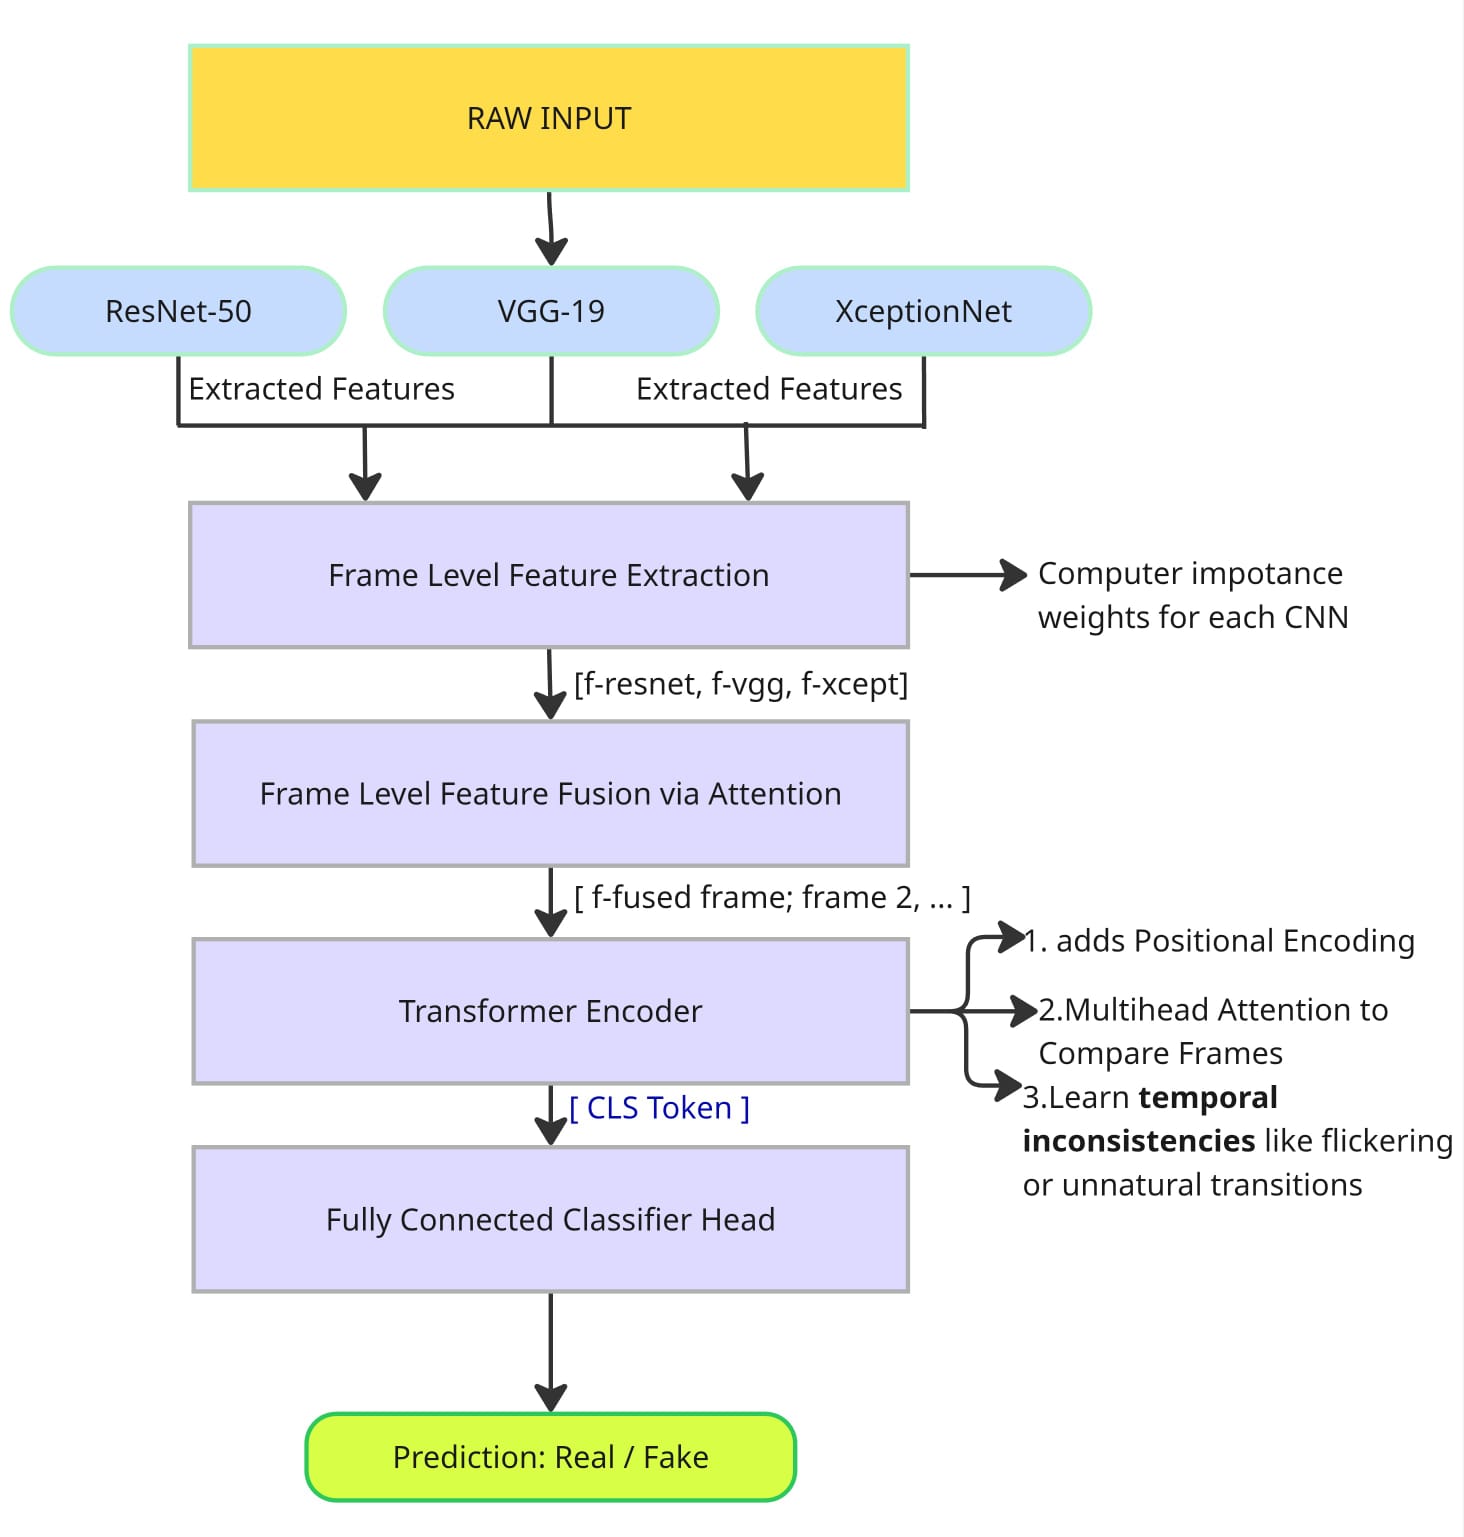 RAW INPUT
ResNet-50
VGG-19
XceptionNet
Extracted Features
Extracted Features
Frame Level Feature Extraction
Computer impotance
weights for each CNN
[f-resnet, f-vgg, f-xcept]
Frame Level Feature Fusion via Attention
[ f-fused frame; frame 2, ... ]
Transformer Encoder
1. adds Positional Encoding
2.Multihead Attention to
Compare Frames
3.Learn temporal
inconsistencies like flickering
or unnatural transitions
[ CLS Token ]
Fully Connected Classifier Head
Prediction: Real / Fake